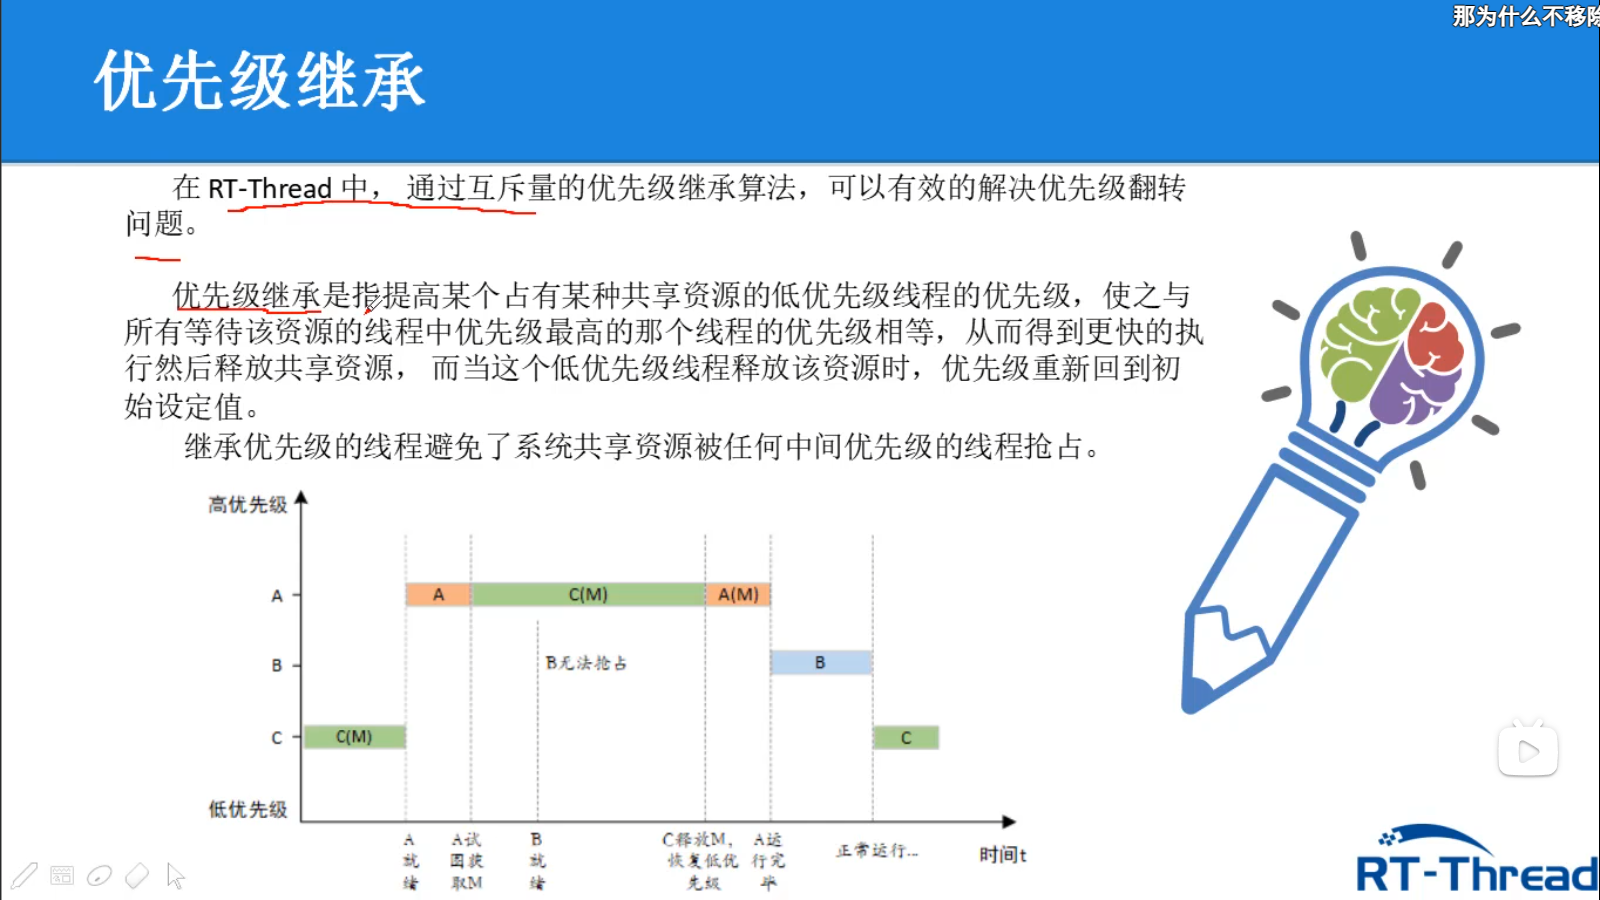 那为什么不移除
优先级继承
在 RT-Thread 中， 通过互斥量的优先级继承算法，可以有效的解决优先级翻转
问题。
优先级继承是指提高某个占有某种共享资源的低优先级线程的优先级，使之与
所有等待该资源的线程中优先级最高的那个线程的优先级相等，从而得到更快的执
行然后释放共享资源， 而当这个低优先级线程释放该资源时，优先级重新回到初
始设定值。
继承优先级的线程避免了系统共享资源被任何中间优先级的线程抢占。
高优先级
A
A
C(M)
A(M)
B
B无法抢占
B
C
C(M)
C
低优先级
A
就
绪
A试
图获
取M
B
就
绪
C释放M，
恢复低优
先级
A运
行完
毕
正常运行...
时间t
RT-Thread